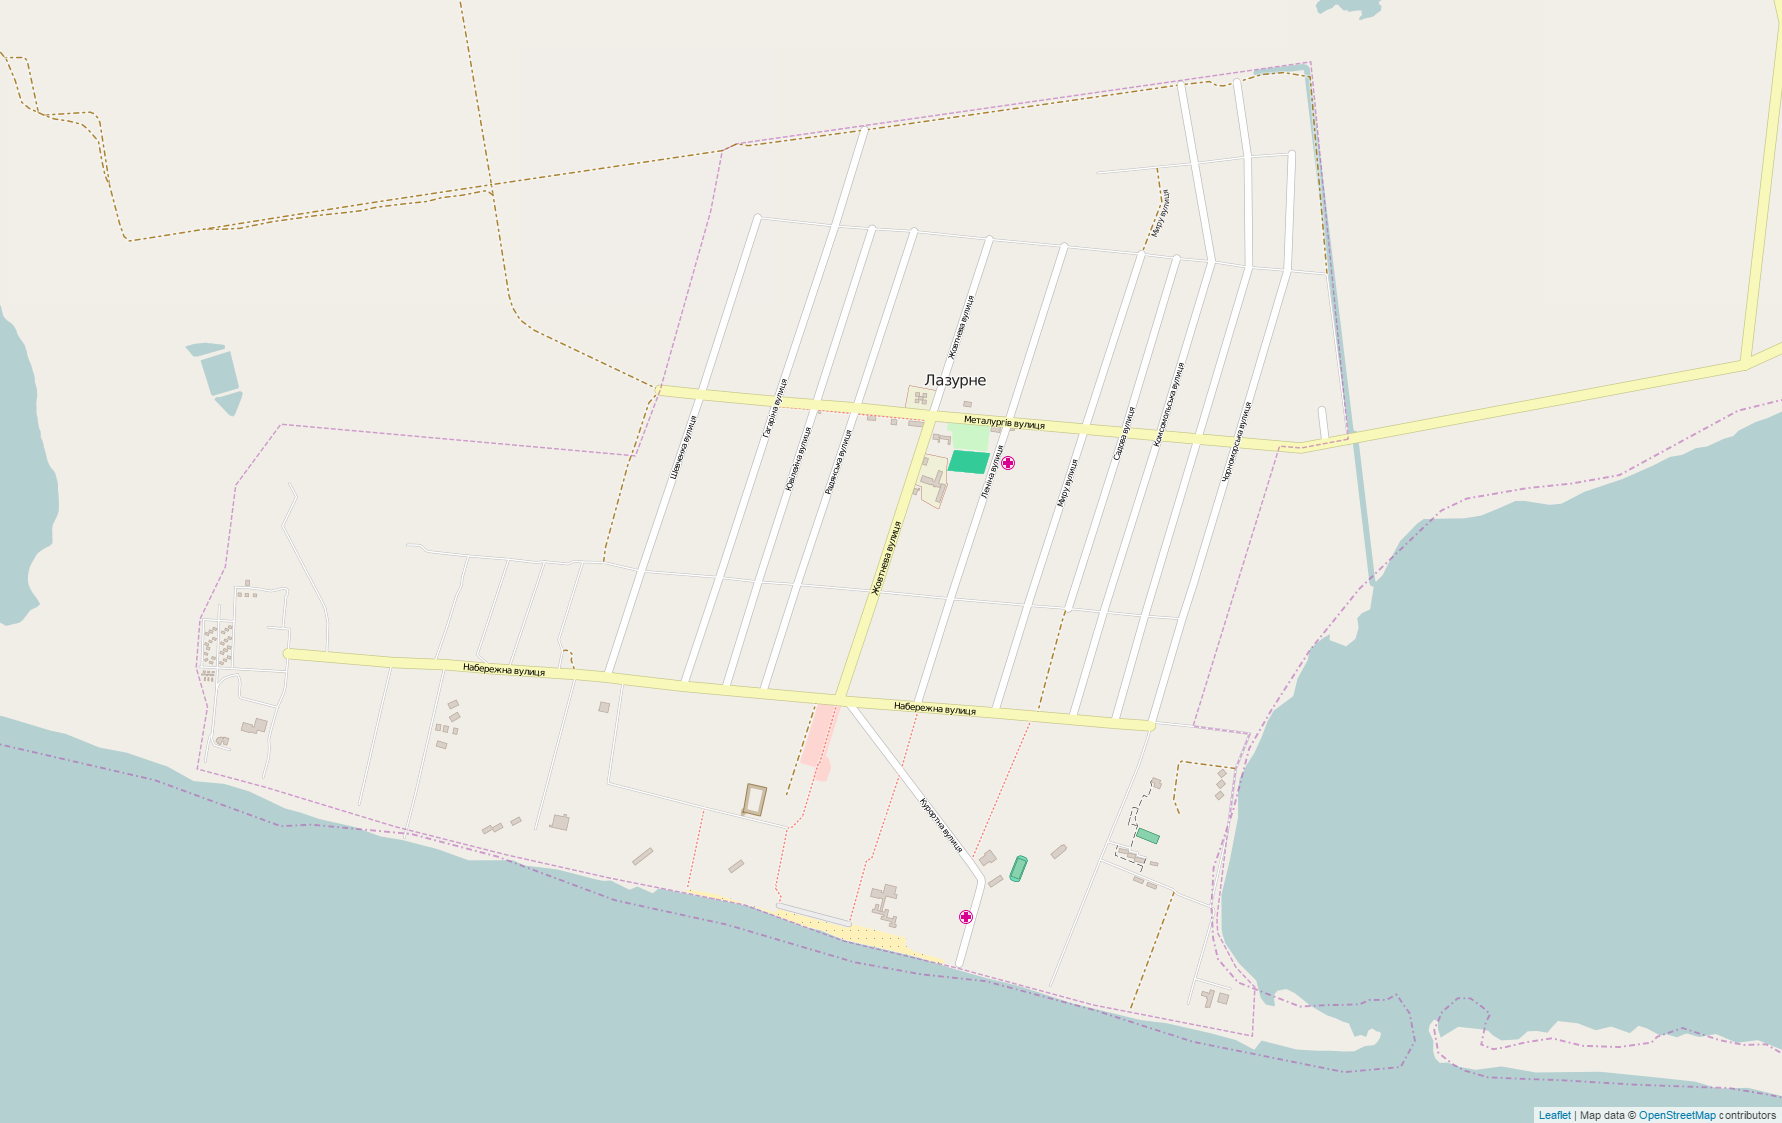 Миру вулиця
Жовтнева вулиця
Лазурне
Гагаріна вулиця
Комсомольська вулиця
Металургів вулиця
Шевченка вулиця
Ювілейна вулиця
Радянська вулиця
Леніна вулиця
Миру вулиця
Садова вулиця
Чорноморська вулиця
Жовтнева вулиця
Набережна вулиця
Набережна вулиця
Курортна вулиця
Leaflet | Map data © OpenStreetMap contributors